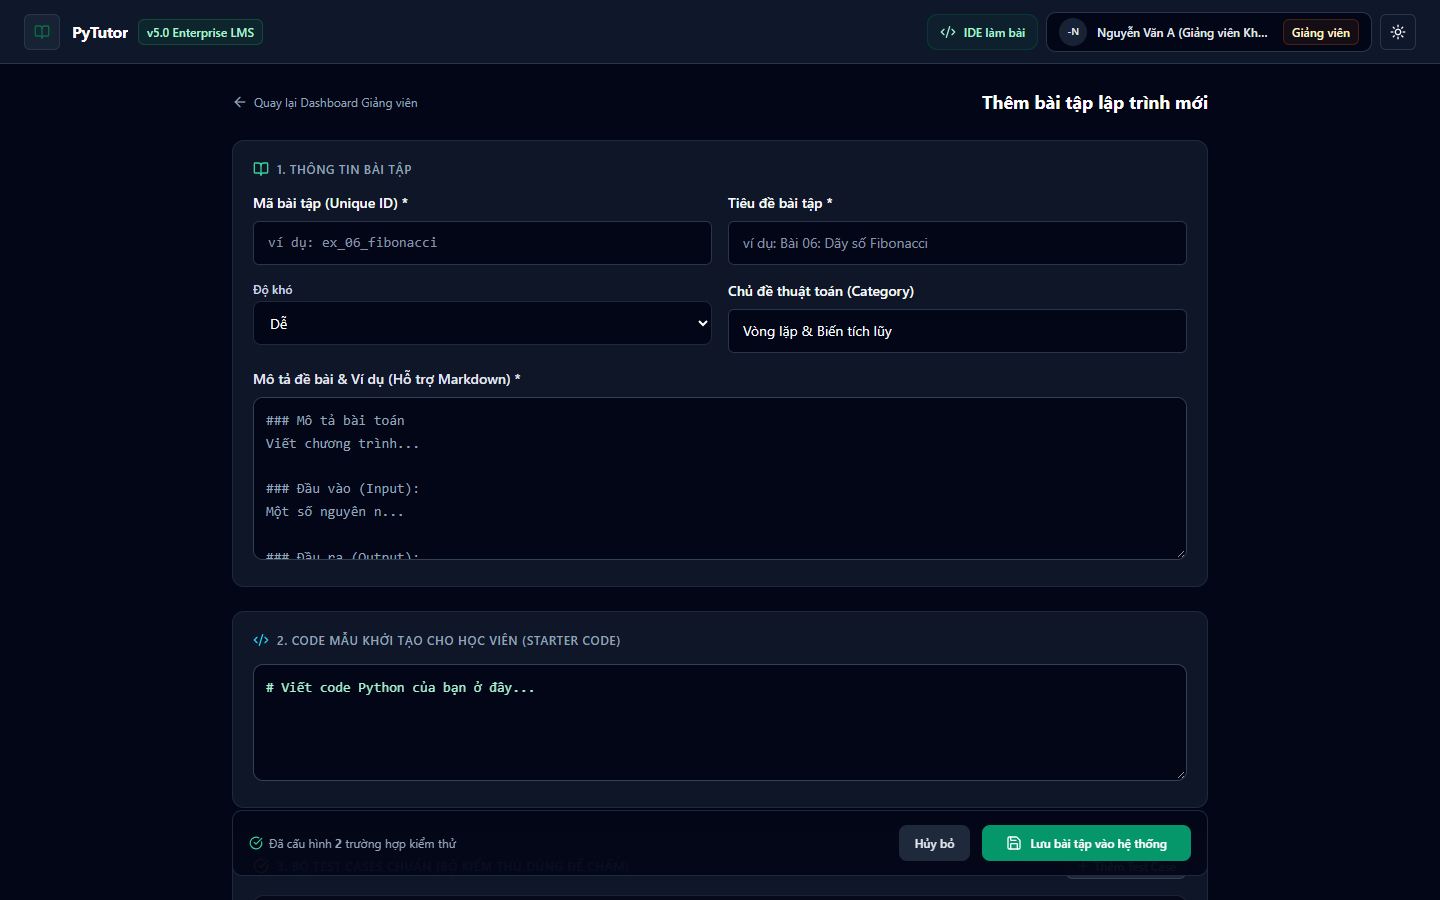 PyTutor
v5.0 Enterprise LMS
IDE làm bài
-N
Nguyễn Văn A (Giảng viên Kh...
Giảng viên
Quay lại Dashboard Giảng viên
Thêm bài tập lập trình mới
1. THÔNG TIN BÀI TẬP
Mã bài tập (Unique ID) *
Tiêu đề bài tập *
ví dụ: ex_06_fibonacci
ví dụ: Bài 06: Dãy số Fibonacci
Độ khó
Chủ đề thuật toán (Category)
Dễ
Vòng lặp & Biến tích lũy
Mô tả đề bài & Ví dụ (Hỗ trợ Markdown) *
### Mô tả bài toán
Viết chương trình...
### Đầu vào (Input):
Một số nguyên n...
### Đầu ra (Output):
2. CODE MẪU KHỞI TẠO CHO HỌC VIÊN (STARTER CODE)
# Viết code Python của bạn ở đây...
Đã cấu hình 2 trường hợp kiểm thử
Hủy bỏ
Lưu bài tập vào hệ thống